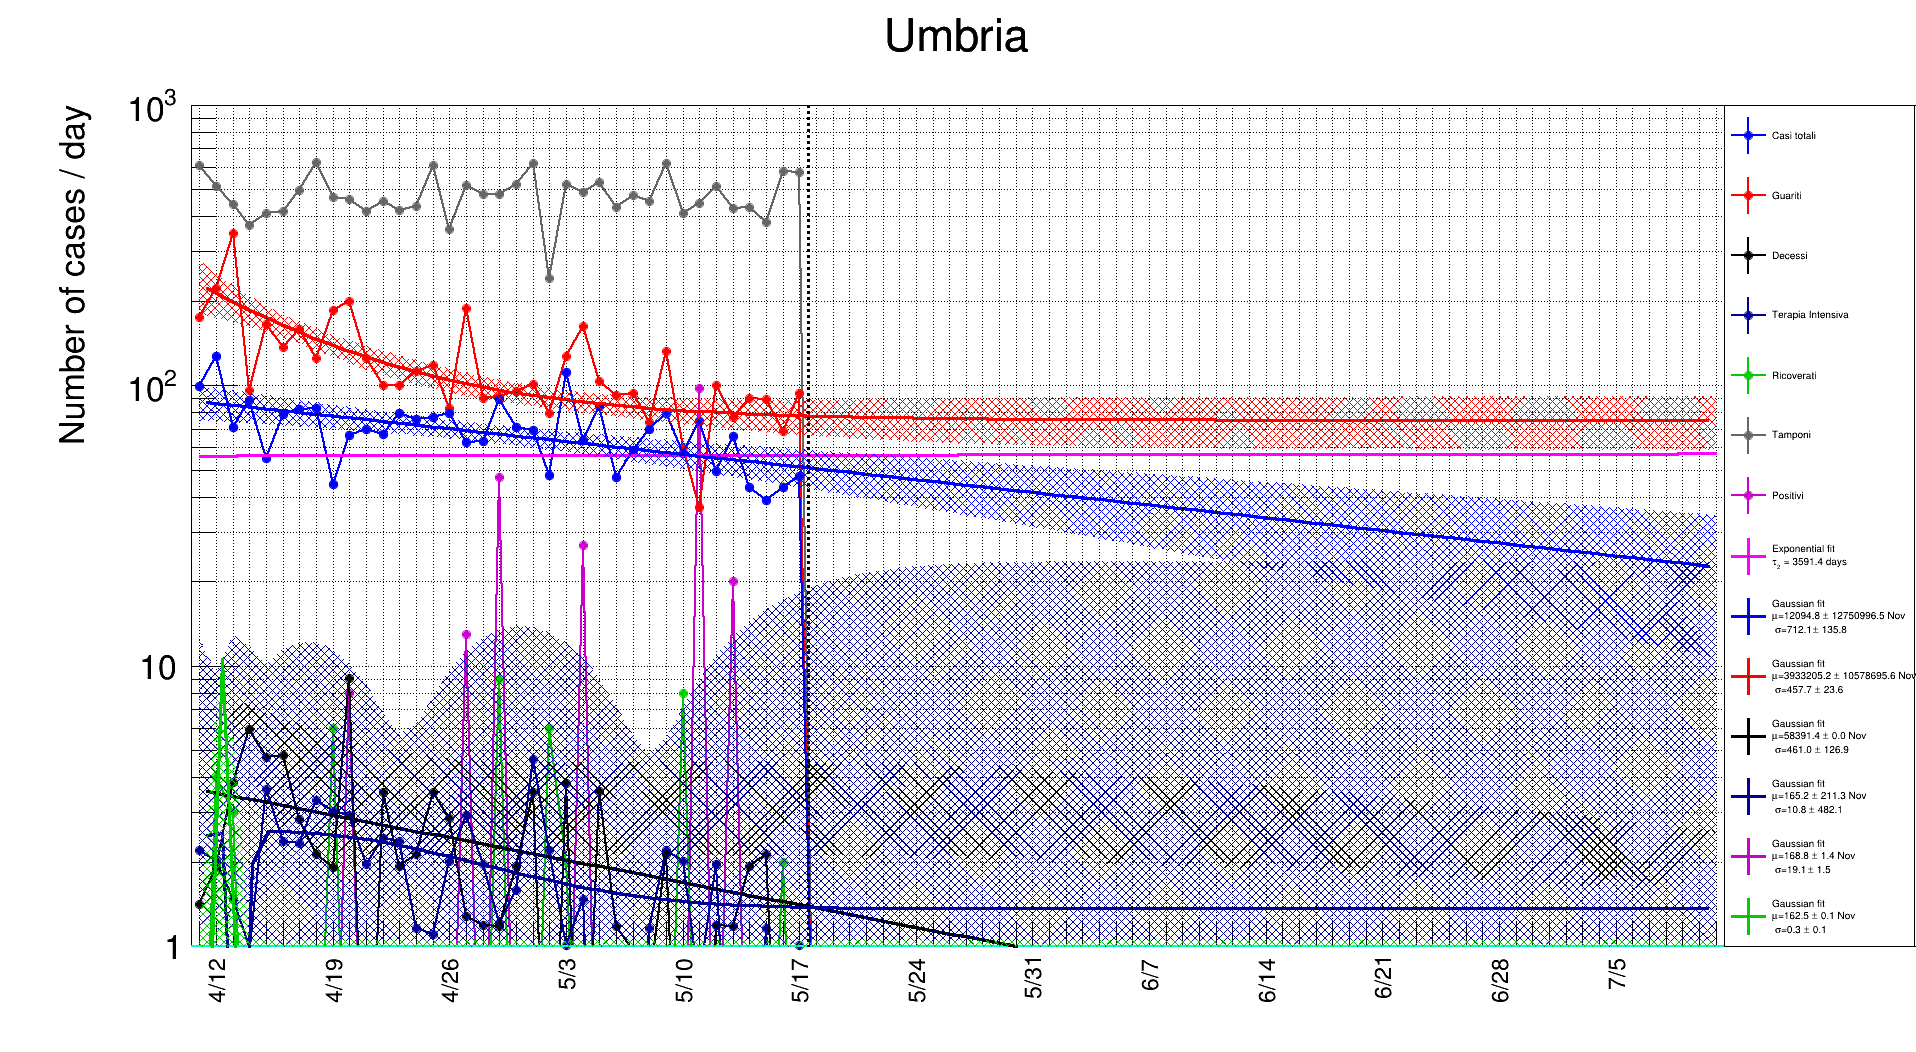 Umbria
Number of cases / day
10³
10²
10
1
4/12
4/19
4/26
5/3
5/10
5/17
5/24
5/31
6/7
6/14
6/21
6/28
7/5
Casi totali
Guariti
Decessi
Terapia Intensiva
Ricoverati
Tamponi
Positivi
Exponential fit
τ₂ = 3591.4 days
Gaussian fit
μ=12094.8 ± 12750996.5 Nov
σ=712.1± 135.8
Gaussian fit
μ=3933205.2 ± 10578695.6 Nov
σ=457.7 ± 23.6
Gaussian fit
μ=58391.4 ± 0.0 Nov
σ=461.0 ± 126.9
Gaussian fit
μ=165.2 ± 211.3 Nov
σ=10.8 ± 482.1
Gaussian fit
μ=168.8 ± 1.4 Nov
σ=19.1± 1.5
Gaussian fit
μ=162.5 ± 0.1 Nov
σ=0.3 ± 0.1